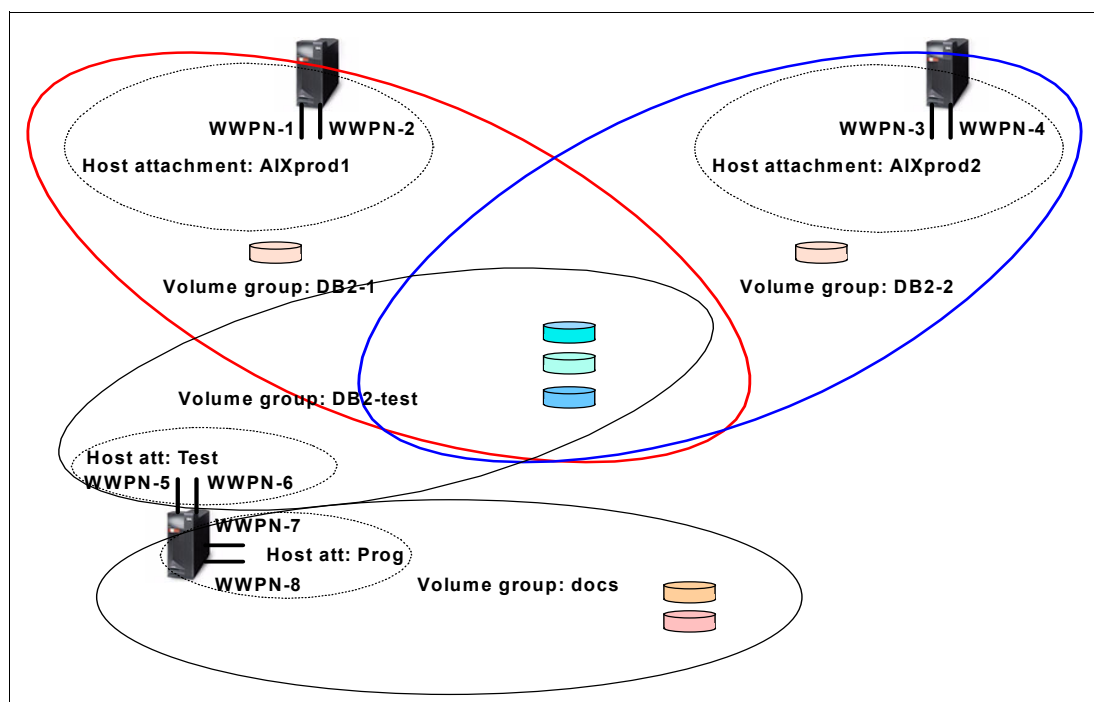 WWPN-1 WWPN-2
WWPN-3 WWPN-4
Host attachment: AIXprod1
Host attachment: AIXprod2
Volume group: DB2-1
Volume group: DB2-2
Volume group: DB2-test
Host att: Test
WWPN-5 WWPN-6
WWPN-7
Host att: Prog
WWPN-8
Volume group: docs